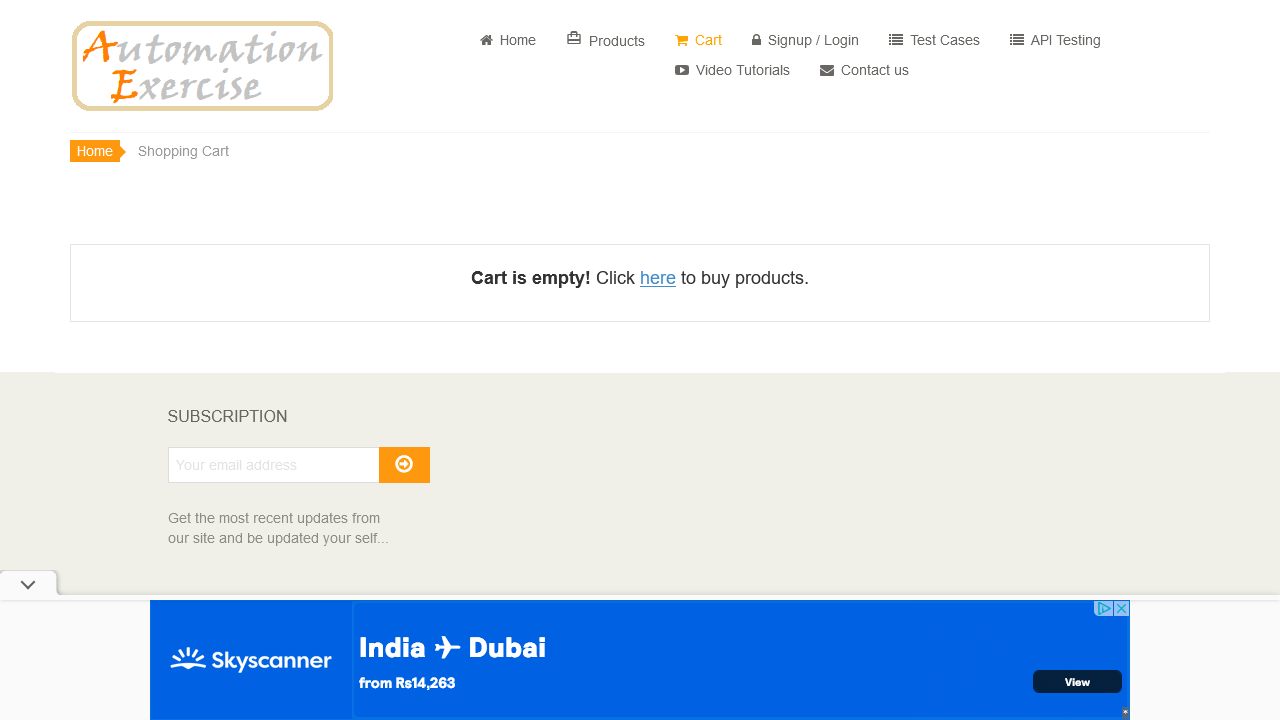 Automation
Exercise
Home
Products
Cart
Signup / Login
Test Cases
API Testing
Video Tutorials
Contact us
Home
Shopping Cart
Cart is empty! Click here to buy products.
SUBSCRIPTION
Your email address
Get the most recent updates from
our site and be updated your self...
Skyscanner
India ✈ Dubai
from Rs14,263
View